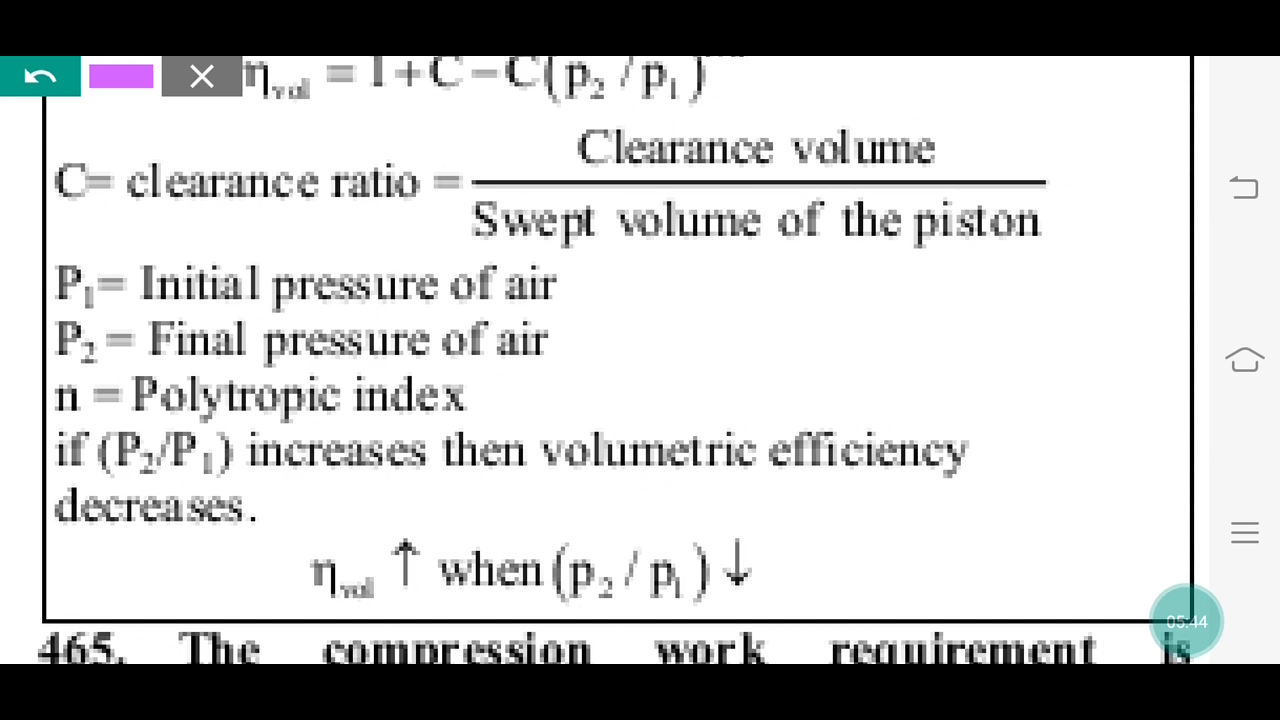 ηvol = 1+C−C(p2 /p1 )
C= clearance ratio = Clearance volume / Swept volume of the piston
P1= Initial pressure of air
P2 = Final pressure of air
n = Polytropic index
if (P2/P1) increases then volumetric efficiency
decreases.
ηvol ↑ when (p2 / p1) ↓
05:44
465. The compression work requirement is